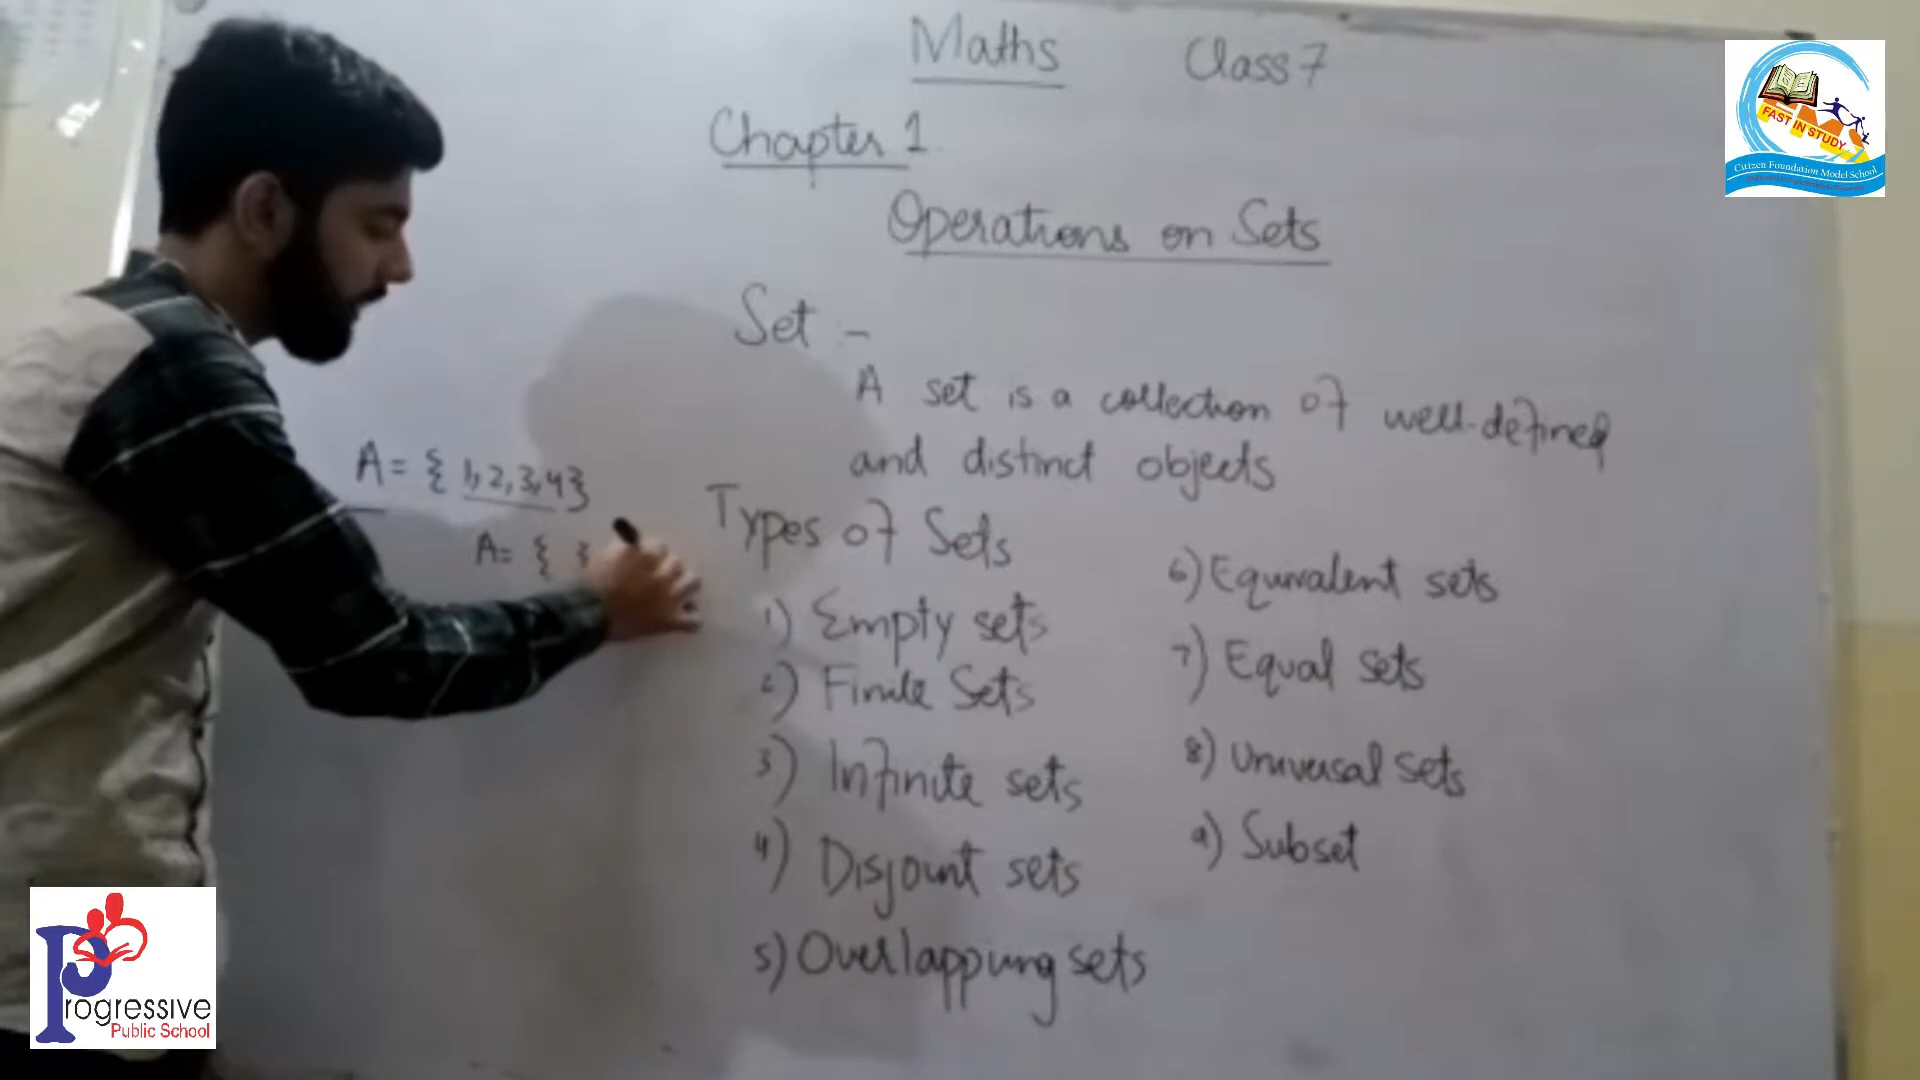 Maths Class 7
Chapter 1
Operations on Sets
Set :-
A set is a collection of well-defined
and distinct objects
A = { 1, 2, 3, 4 }
A = { }
Types of Sets
1) Empty sets
2) Finite Sets
3) Infinite sets
4) Disjoint sets
5) Overlapping sets
6) Equivalent sets
7) Equal sets
8) Universal sets
9) Subset
FAST IN STUDY
Citizen Foundation Model School
Progressive
Public School